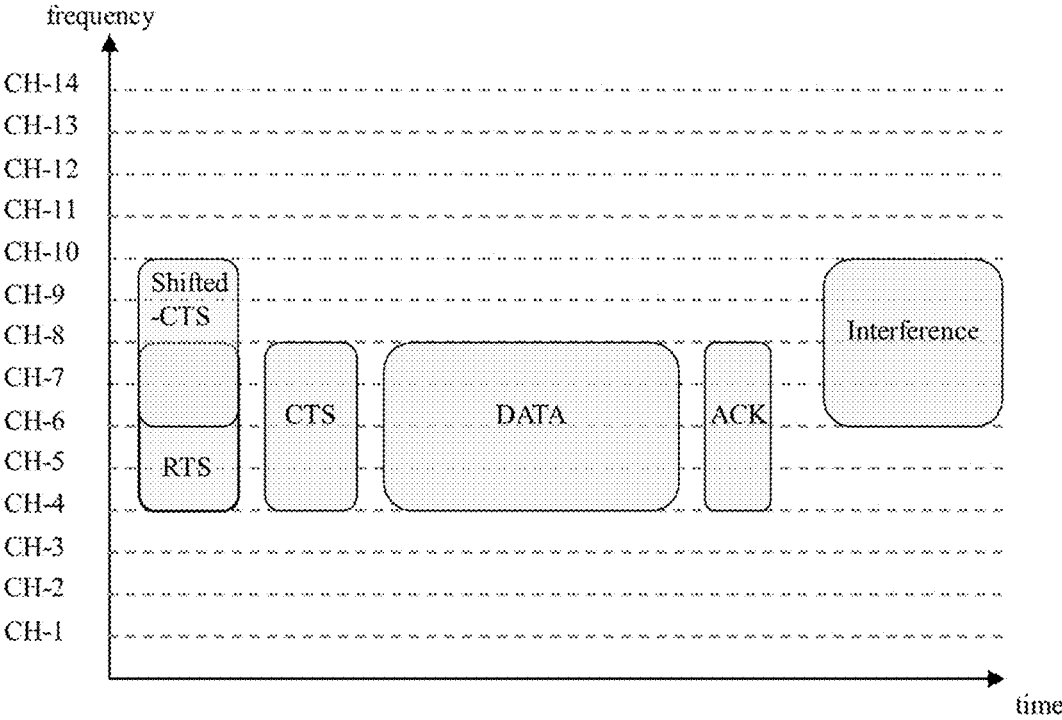 frequency
CH-14
CH-13
CH-12
CH-11
CH-10
CH-9
CH-8
CH-7
CH-6
CH-5
CH-4
CH-3
CH-2
CH-1
Shifted
-CTS
RTS
CTS
DATA
ACK
Interference
time